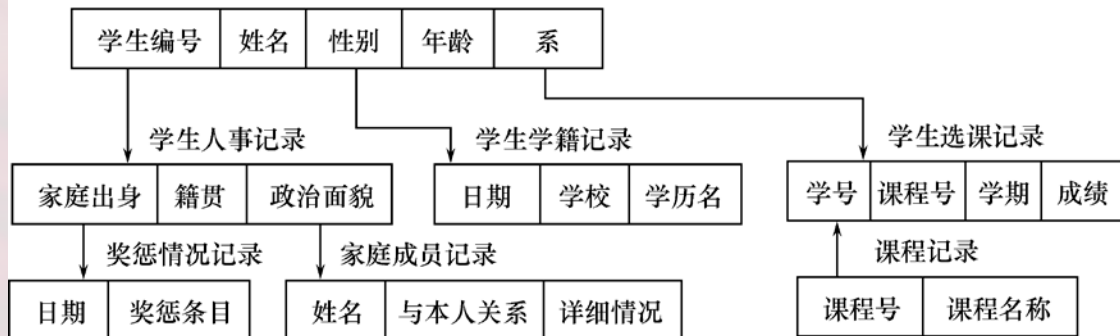 学生编号 姓名 性别 年龄 系
学生人事记录 学生学籍记录 学生选课记录
家庭出身 籍贯 政治面貌 日期 学校 学历名 学号 课程号 学期 成绩
奖惩情况记录 家庭成员记录 课程记录
日期 奖惩条目 姓名 与本人关系 详细情况 课程号 课程名称